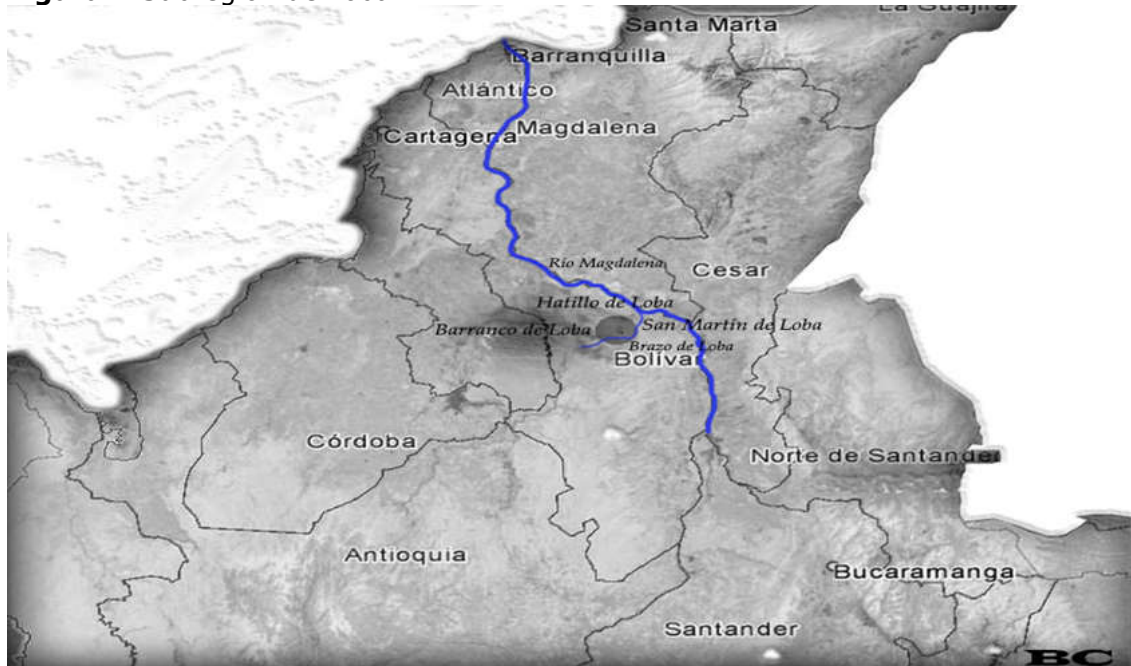 La Guajira
Santa Marta
Barranquilla
Atlántico
Cartagena
Magdalena
Río Magdalena
Cesar
Hatillo de Loba
Barranco de Loba
San Martín de Loba
Brazo de Loba
Bolívar
Córdoba
Norte de Santander
Antioquia
Bucaramanga
Santander
BC